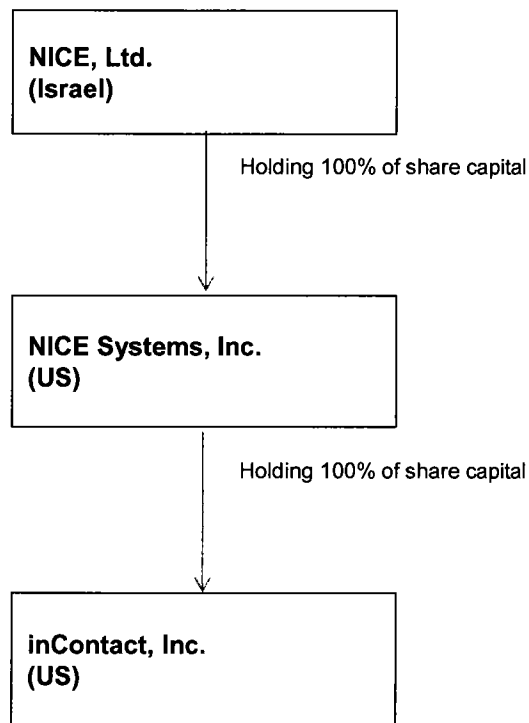 NICE, Ltd.
(Israel)
Holding 100% of share capital
NICE Systems, Inc.
(US)
Holding 100% of share capital
inContact, Inc.
(US)